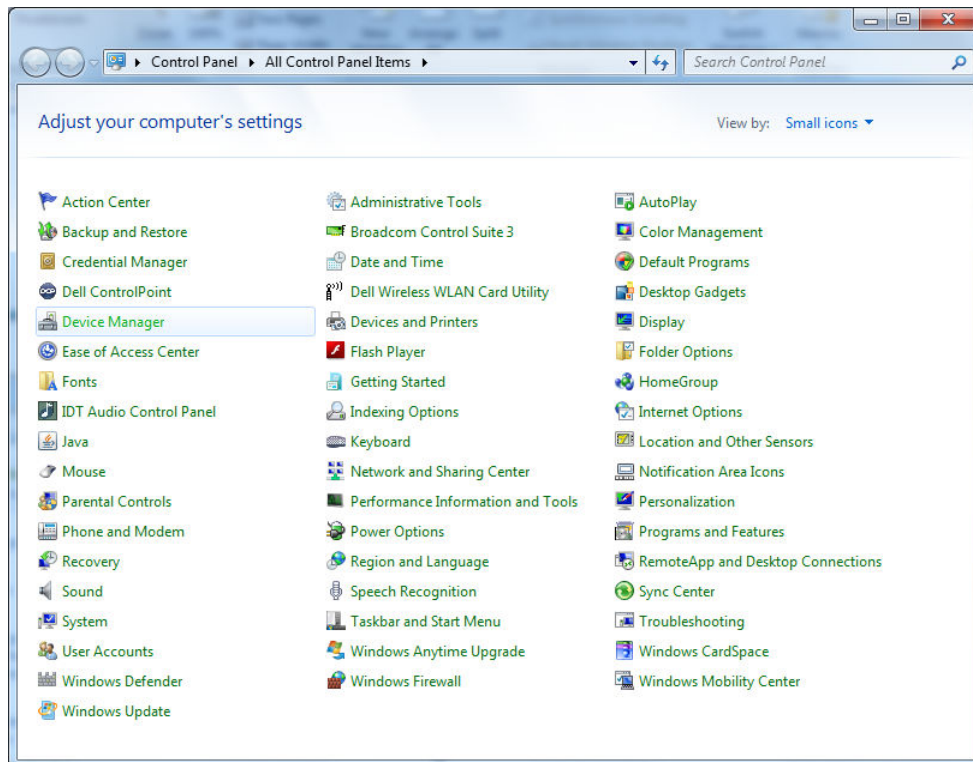 Control Panel All Control Panel Items Search Control Panel
Adjust your computer's settings View by: Small icons
Action Center Administrative Tools AutoPlay
Backup and Restore Broadcom Control Suite 3 Color Management
Credential Manager Date and Time Default Programs
Dell ControlPoint Dell Wireless WLAN Card Utility Desktop Gadgets
Device Manager Devices and Printers Display
Ease of Access Center Flash Player Folder Options
Fonts Getting Started HomeGroup
IDT Audio Control Panel Indexing Options Internet Options
Java Keyboard Location and Other Sensors
Mouse Network and Sharing Center Notification Area Icons
Parental Controls Performance Information and Tools Personalization
Phone and Modem Power Options Programs and Features
Recovery Region and Language RemoteApp and Desktop Connections
Sound Speech Recognition Sync Center
System Taskbar and Start Menu Troubleshooting
User Accounts Windows Anytime Upgrade Windows CardSpace
Windows Defender Windows Firewall Windows Mobility Center
Windows Update